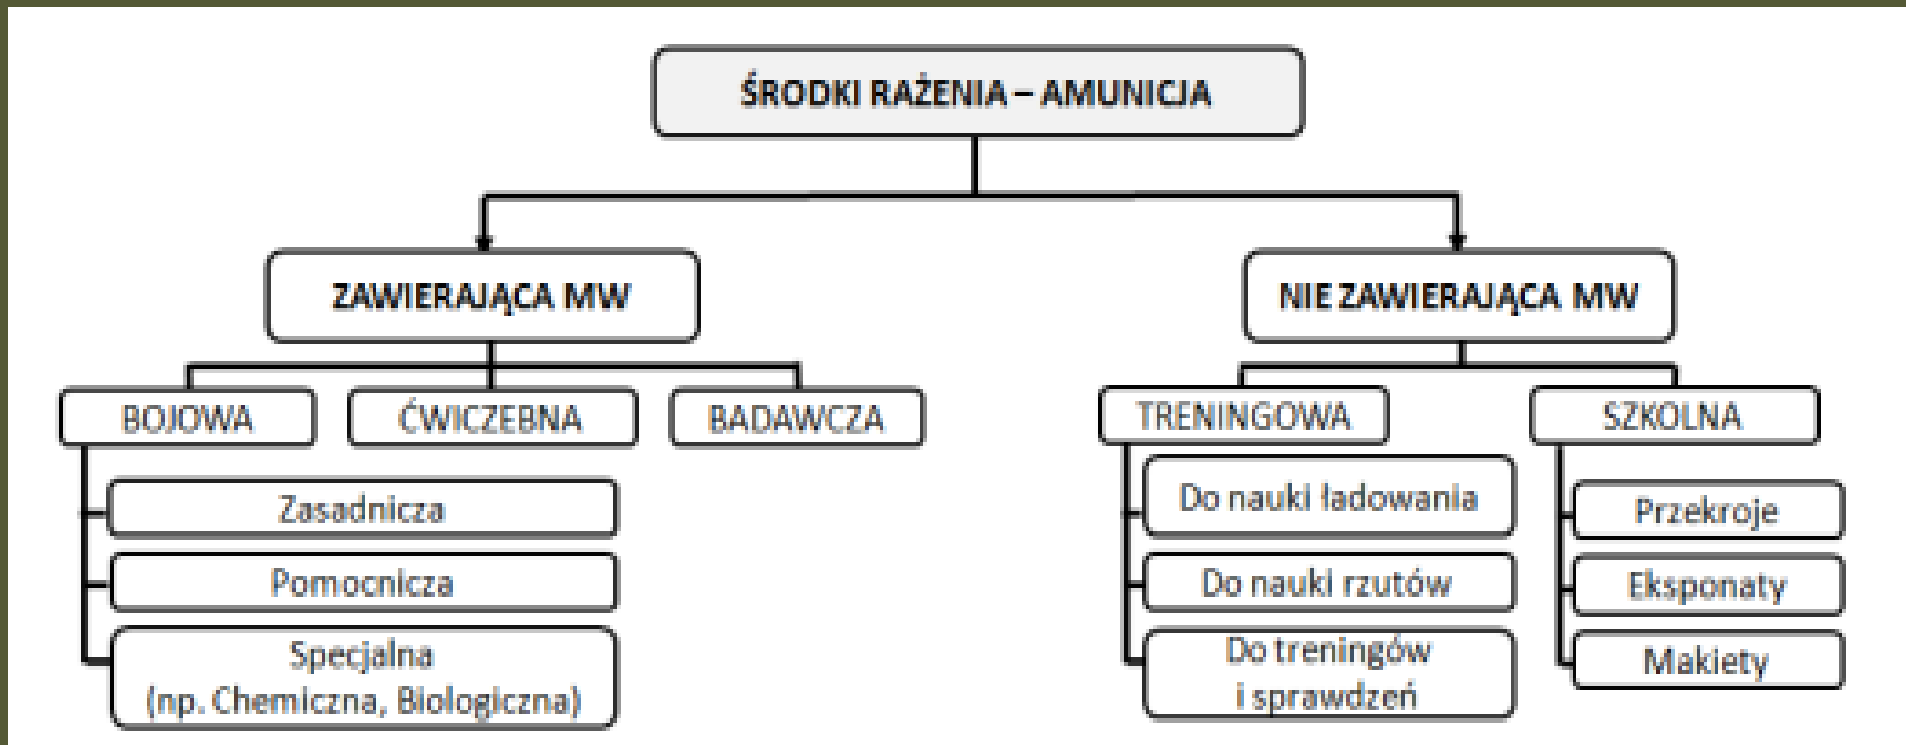 ŚRODKI RAŻENIA – AMUNICJA
ZAWIERAJĄCA MW
NIE ZAWIERAJĄCA MW
BOJOWA
ĆWICZEBNA
BADAWCZA
TRENINGOWA
SZKOLNA
Zasadnicza
Pomocnicza
Specjalna
(np. Chemiczna, Biologiczna)
Do nauki ładowania
Do nauki rzutów
Do treningów
i sprawdzeń
Przekroje
Eksponaty
Makiety